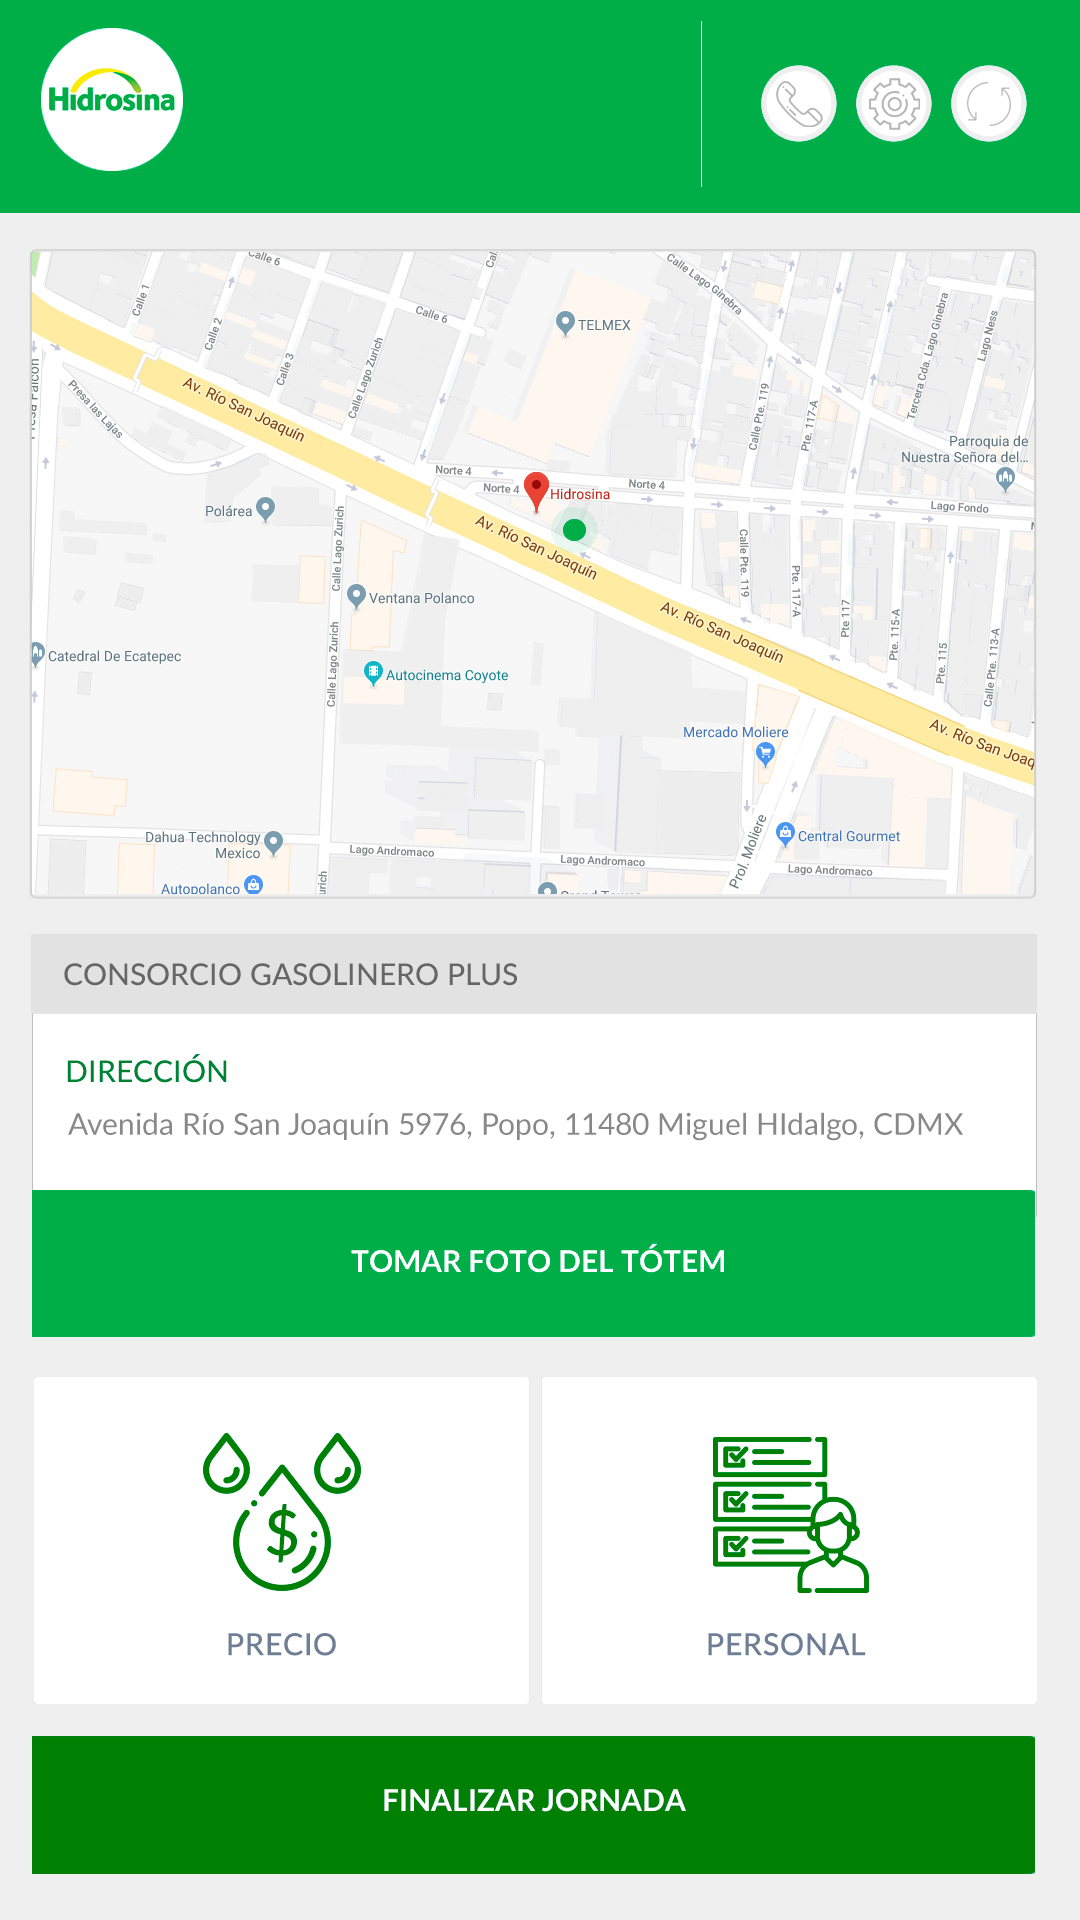 Hidrosina
Calle 6
Calle Lago Ginebra
Calle 1
Calle 2
Calle 3
Calle 6
Calle Lago Zurich
TELMEX
Tercera Cda. Lago Ginebra
Lago Ness
Presa las Lajas
Av. Río San Joaquín
Calle Pte. 119
Pte. 117-A
Parroquia de
Nuestra Señora del...
Norte 4
Norte 4
Norte 4
Hidrosina
Lago Fondo
Polárea
Av. Río San Joaquín
Calle Lago Zurich
Calle Pte. 119
Pte. 117-A
Pte 117
Pte. 115-A
Pte. 115
Calle Pte. 113-A
Ventana Polanco
Av. Río San Joaquín
Catedral De Ecatepec
Calle Lago Zurich
Autocinema Coyote
Mercado Moliere
Av. Río San Joaq
Dahua Technology
Mexico
Lago Andromaco
Lago Andromaco
Prol. Moliere
Central Gourmet
Lago Andromaco
Autopolanco
urich
CONSORCIO GASOLINERO PLUS
DIRECCIÓN
Avenida Río San Joaquín 5976, Popo, 11480 Miguel HIdalgo, CDMX
TOMAR FOTO DEL TÓTEM
$
PRECIO
PERSONAL
FINALIZAR JORNADA